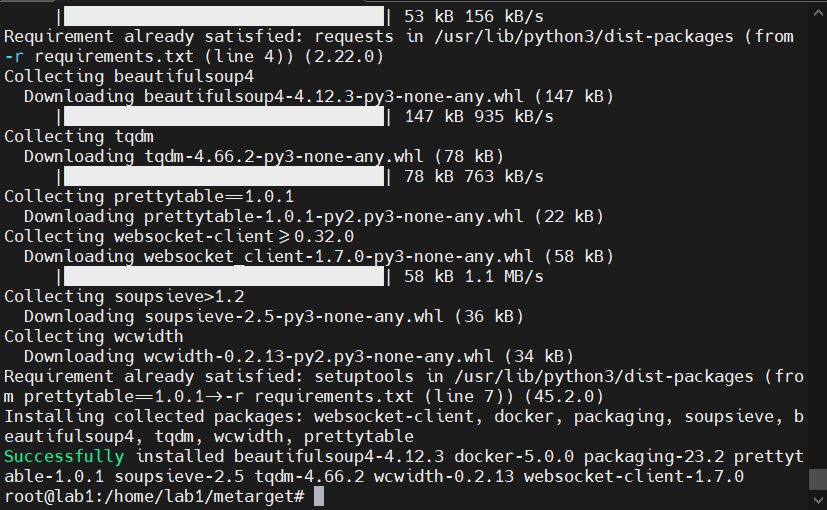 | | 53 kB 156 kB/s
Requirement already satisfied: requests in /usr/lib/python3/dist-packages (from
-r requirements.txt (line 4)) (2.22.0)
Collecting beautifulsoup4
  Downloading beautifulsoup4-4.12.3-py3-none-any.whl (147 kB)
     |████████████████████████████████| 147 kB 935 kB/s
Collecting tqdm
  Downloading tqdm-4.66.2-py3-none-any.whl (78 kB)
     |████████████████████████████████| 78 kB 763 kB/s
Collecting prettytable==1.0.1
  Downloading prettytable-1.0.1-py2.py3-none-any.whl (22 kB)
Collecting websocket-client>=0.32.0
  Downloading websocket_client-1.7.0-py3-none-any.whl (58 kB)
     |████████████████████████████████| 58 kB 1.1 MB/s
Collecting soupsieve>1.2
  Downloading soupsieve-2.5-py3-none-any.whl (36 kB)
Collecting wcwidth
  Downloading wcwidth-0.2.13-py2.py3-none-any.whl (34 kB)
Requirement already satisfied: setuptools in /usr/lib/python3/dist-packages (fro
m prettytable==1.0.1->-r requirements.txt (line 7)) (45.2.0)
Installing collected packages: websocket-client, docker, packaging, soupsieve, b
eautifulsoup4, tqdm, wcwidth, prettytable
Successfully installed beautifulsoup4-4.12.3 docker-5.0.0 packaging-23.2 prettyt
able-1.0.1 soupsieve-2.5 tqdm-4.66.2 wcwidth-0.2.13 websocket-client-1.7.0
root@lab1:/home/lab1/metarget#